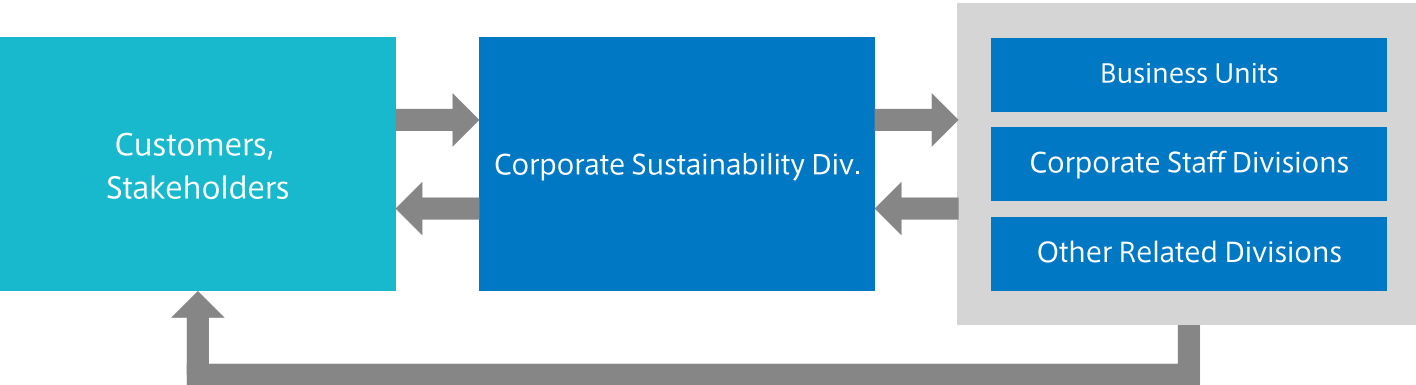 Customers,
Stakeholders
Corporate Sustainability Div.
Business Units
Corporate Staff Divisions
Other Related Divisions